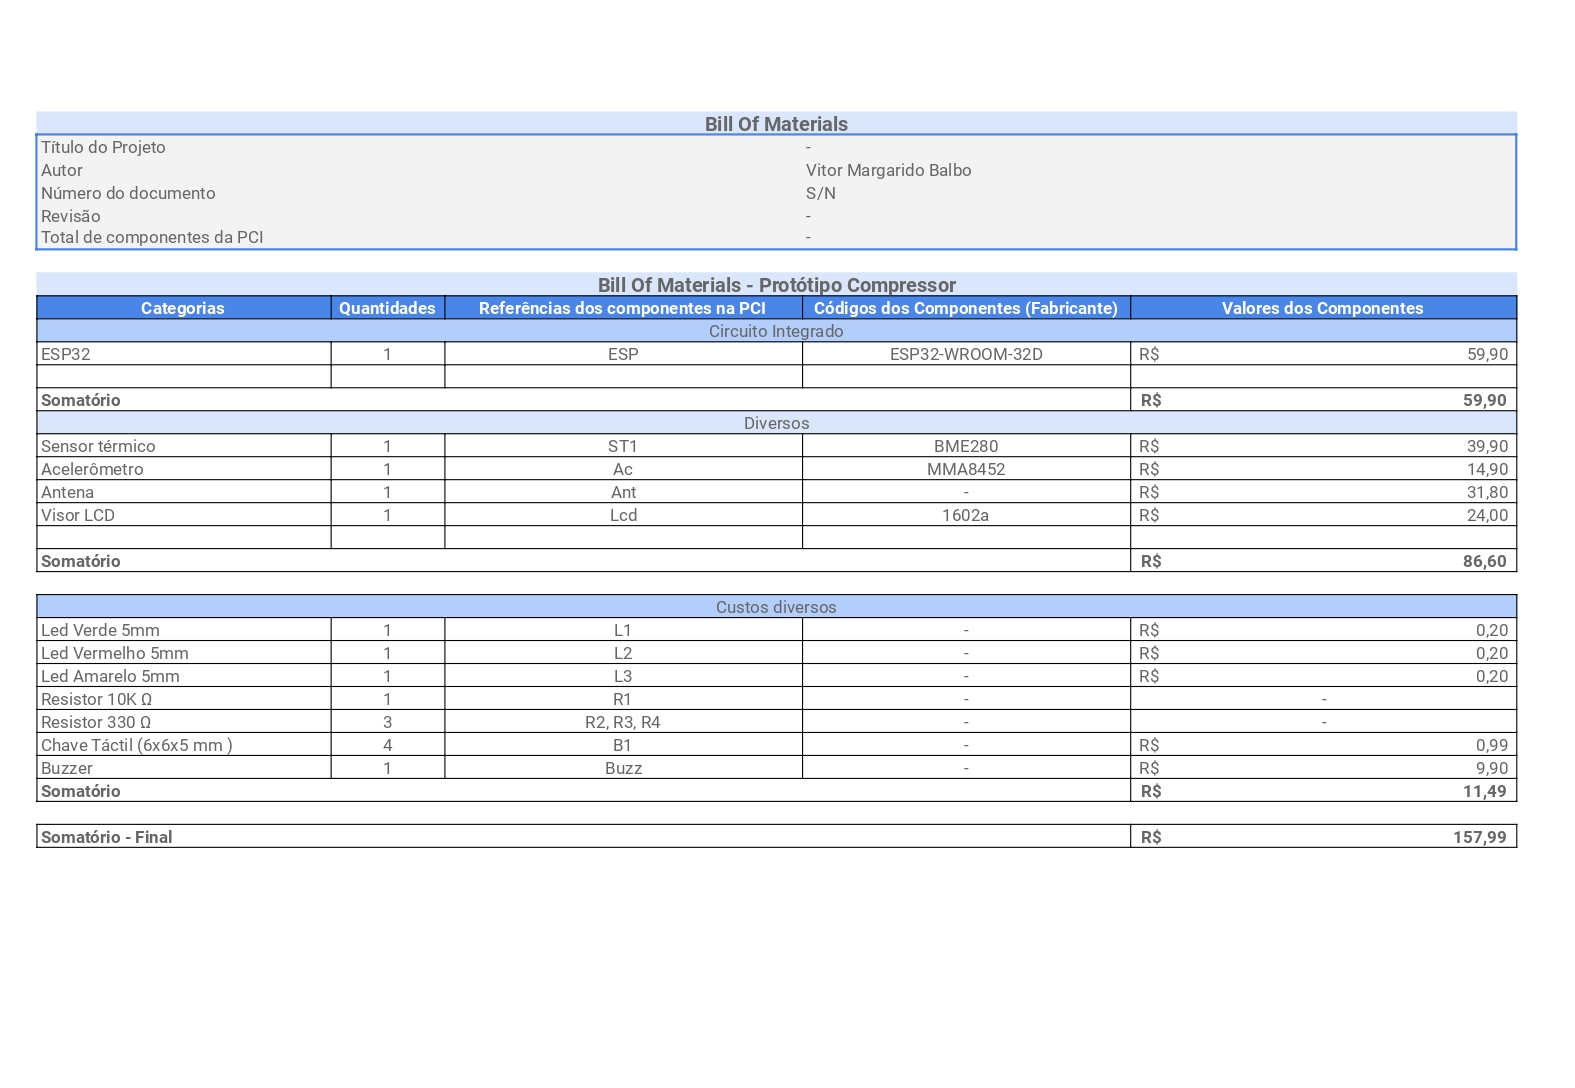 Bill Of Materials
Título do Projeto -
Autor Vitor Margarido Balbo
Número do documento S/N
Revisão -
Total de componentes da PCI -
Bill Of Materials - Protótipo Compressor
Categorias Quantidades Referências dos componentes na PCI Códigos dos Componentes (Fabricante) Valores dos Componentes
Circuito Integrado
ESP32 1 ESP ESP32-WROOM-32D R$ 59,90
Somatório R$ 59,90
Diversos
Sensor térmico 1 ST1 BME280 R$ 39,90
Acelerômetro 1 Ac MMA8452 R$ 14,90
Antena 1 Ant - R$ 31,80
Visor LCD 1 Lcd 1602a R$ 24,00
Somatório R$ 86,60
Custos diversos
Led Verde 5mm 1 L1 - R$ 0,20
Led Vermelho 5mm 1 L2 - R$ 0,20
Led Amarelo 5mm 1 L3 - R$ 0,20
Resistor 10K Ω 1 R1 - -
Resistor 330 Ω 3 R2, R3, R4 - -
Chave Táctil (6x6x5 mm ) 4 B1 - R$ 0,99
Buzzer 1 Buzz - R$ 9,90
Somatório R$ 11,49
Somatório - Final R$ 157,99